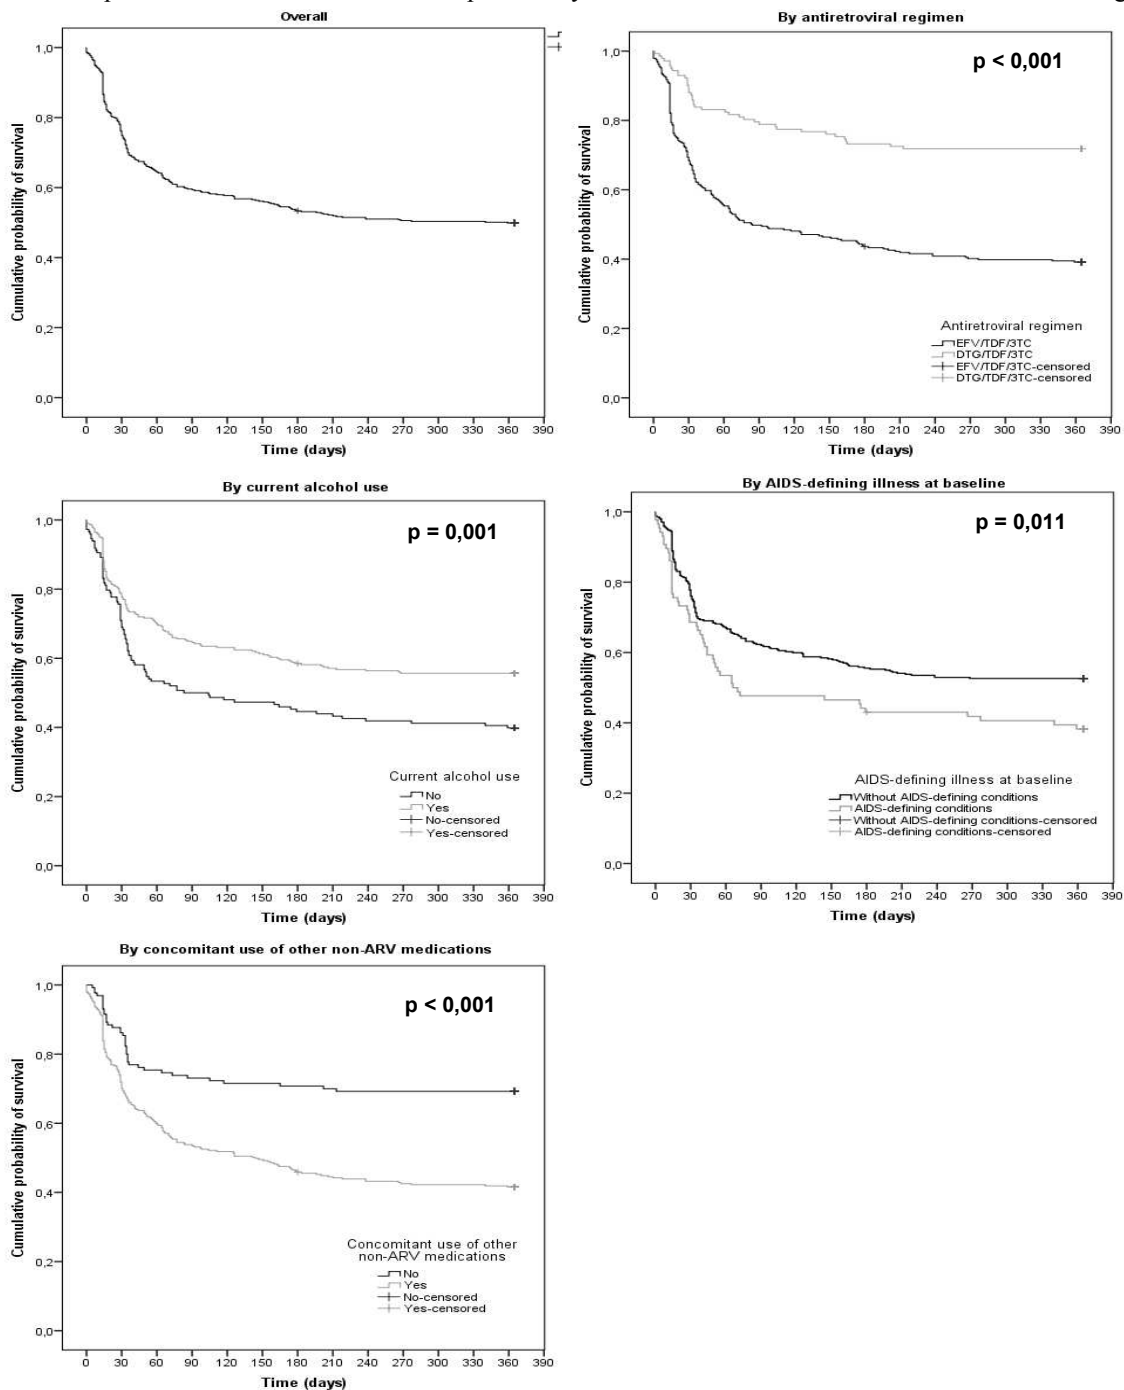 Overall
1,0
0,8
0,6
0,4
0,2
0,0
Cumulative probability of survival
0 30 60 90 120 150 180 210 240 270 300 330 360 390
Time (days)
By antiretroviral regimen
p < 0,001
1,0
0,8
0,6
0,4
0,2
0,0
Cumulative probability of survival
Antiretroviral regimen
EFV/TDF/3TC
DTG/TDF/3TC
EFV/TDF/3TC-censored
DTG/TDF/3TC-censored
0 30 60 90 120 150 180 210 240 270 300 330 360 390
Time (days)
By current alcohol use
p = 0,001
1,0
0,8
0,6
0,4
0,2
0,0
Cumulative probability of survival
Current alcohol use
No
Yes
No-censored
Yes-censored
0 30 60 90 120 150 180 210 240 270 300 330 360 390
Time (days)
By AIDS-defining illness at baseline
p = 0,011
1,0
0,8
0,6
0,4
0,2
0,0
Cumulative probability of survival
AIDS-defining illness at baseline
Without AIDS-defining conditions
AIDS-defining conditions
Without AIDS-defining conditions-censored
AIDS-defining conditions-censored
0 30 60 90 120 150 180 210 240 270 300 330 360 390
Time (days)
By concomitant use of other non-ARV medications
p < 0,001
1,0
0,8
0,6
0,4
0,2
0,0
Cumulative probability of survival
Concomitant use of other
non-ARV medications
No
Yes
No-censored
Yes-censored
0 30 60 90 120 150 180 210 240 270 300 330 360 390
Time (days)